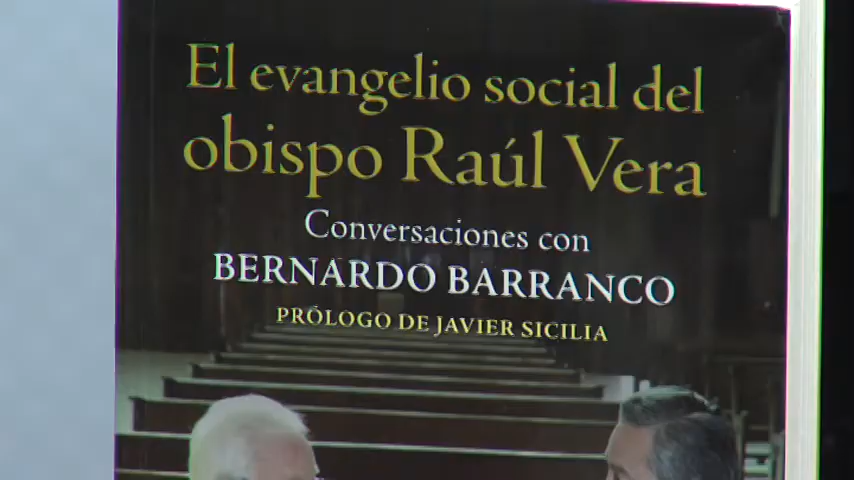 El evangelio social del
obispo Raúl Vera
Conversaciones con
BERNARDO BARRANCO
PRÓLOGO DE JAVIER SICILIA